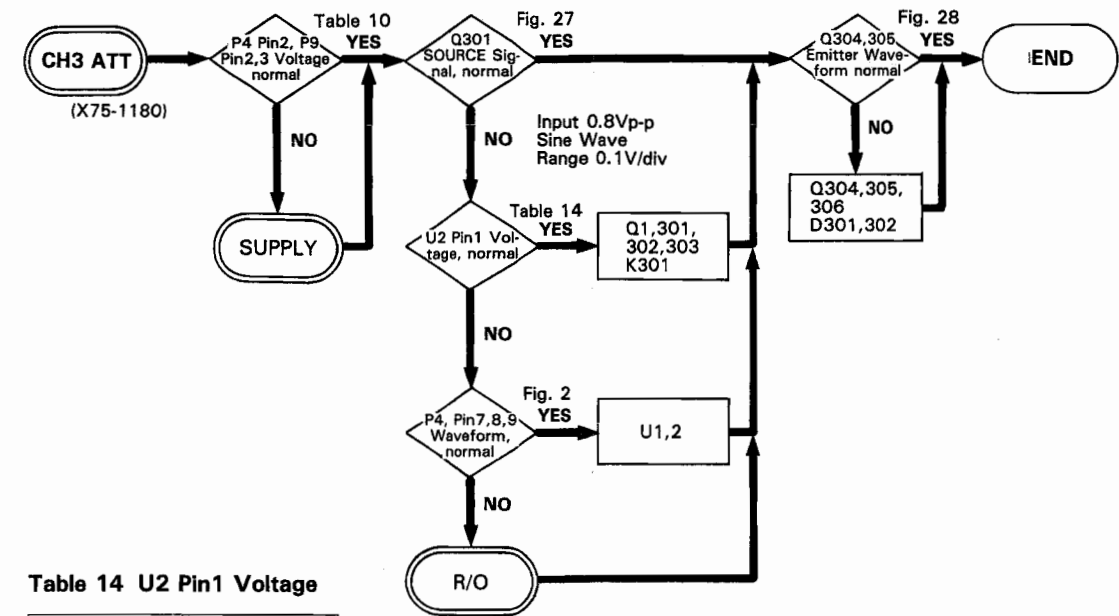 CH3 ATT
(X75-1180)
P4 Pin2, P9
Pin2,3 Voltage
normal
Table 10
YES
NO
SUPPLY
Q301
SOURCE Sig-
nal, normal
Fig. 27
YES
NO
Input 0.8Vp-p
Sine Wave
Range 0.1V/div
U2 Pin1 Vol-
tage, normal
Table 14
YES
Q1,301,
302,303
K301
NO
P4, Pin7,8,9
Waveform,
normal
Fig. 2
YES
U1,2
NO
R/O
Q304,305
Emitter Wave-
form normal
Fig. 28
YES
END
NO
Q304,305,
306
D301,302
Table 14 U2 Pin1 Voltage